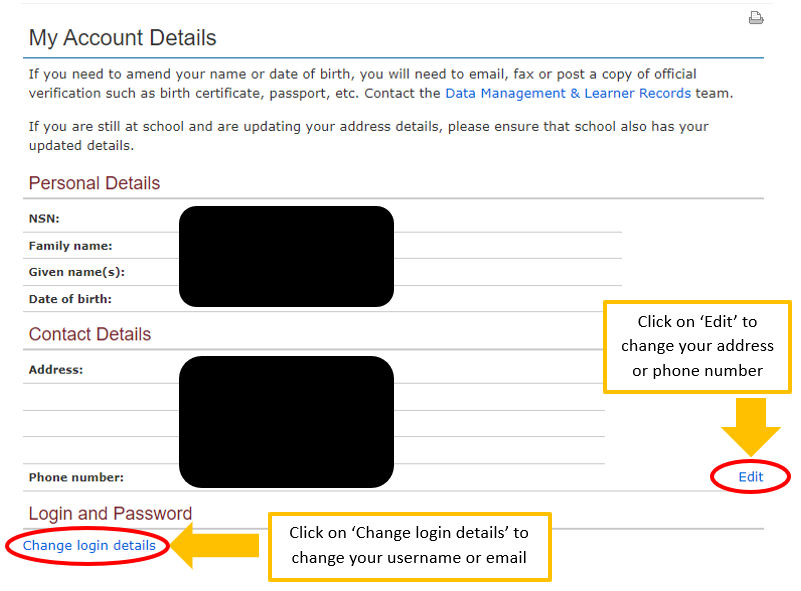 My Account Details
If you need to amend your name or date of birth, you will need to email, fax or post a copy of official
verification such as birth certificate, passport, etc. Contact the Data Management & Learner Records team.
If you are still at school and are updating your address details, please ensure that school also has your
updated details.
Personal Details
NSN:
Family name:
Given name(s):
Date of birth:
Contact Details
Address:
Phone number:
Click on ‘Edit’ to
change your address
or phone number
Edit
Login and Password
Change login details
Click on ‘Change login details’ to
change your username or email